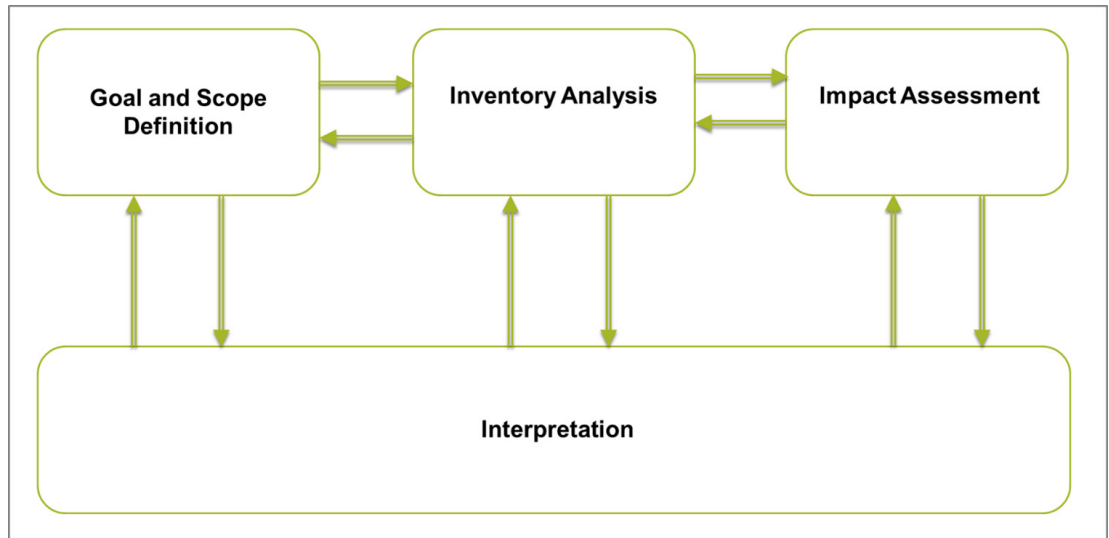 Goal and Scope
Definition
Inventory Analysis
Impact Assessment
Interpretation